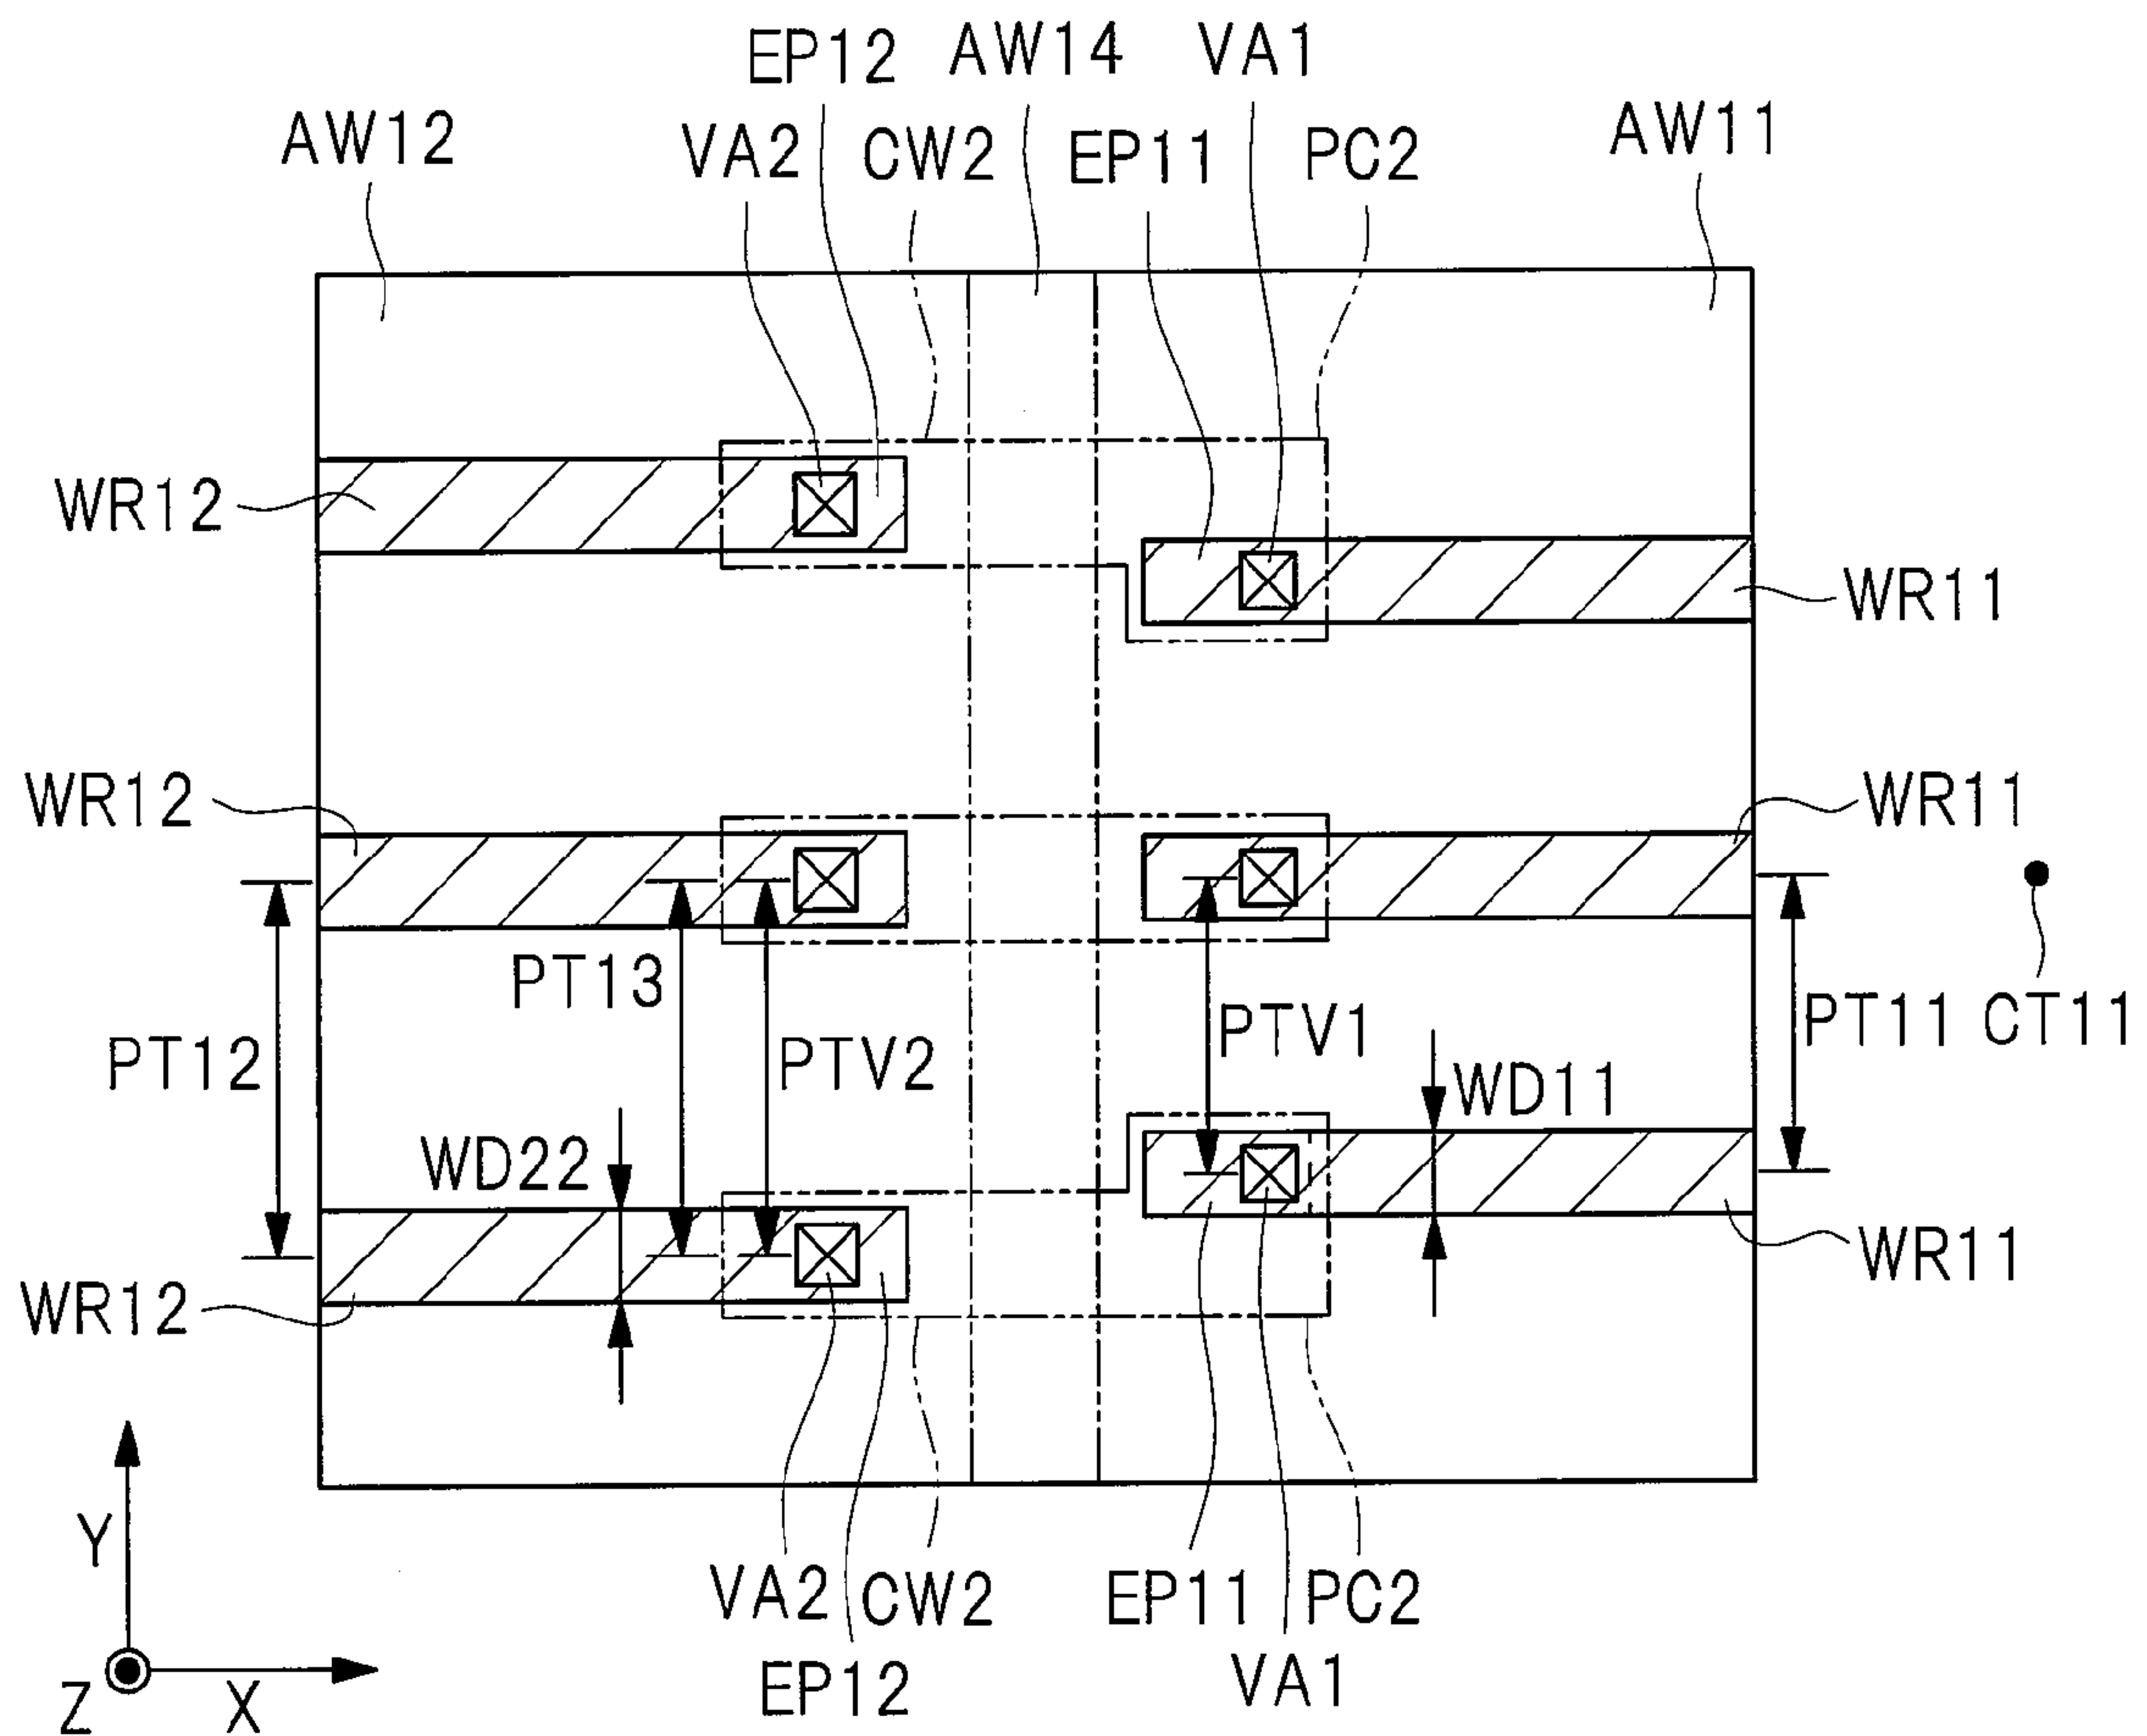 EP12 AW14 VA1
AW12 VA2 CW2 EP11 PC2 AW11
WR12
WR11
WR12 WR11
PT13
PT12 PTV2 PTV1 PT11 CT11
WD11
WD22
WR12 WR11
Y
VA2 CW2 EP11 PC2
EP12 VA1
Z X